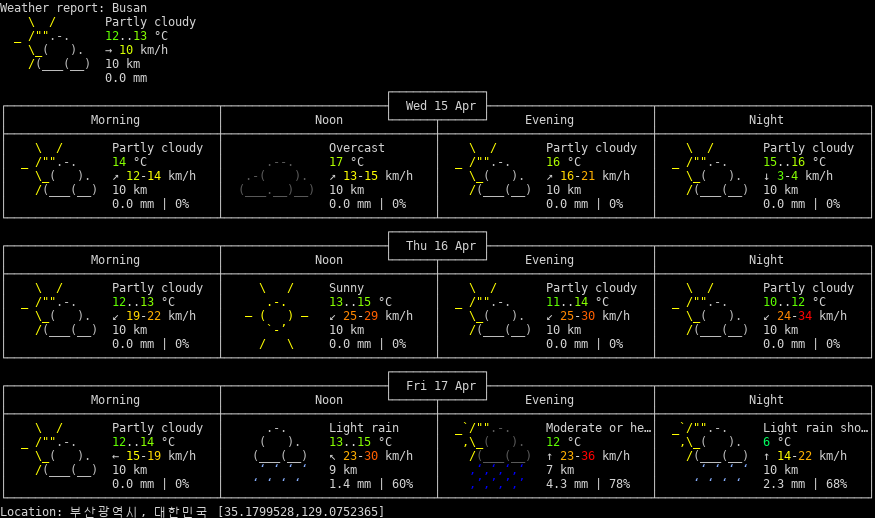 Weather report: Busan
Partly cloudy
12..13 °C
→ 10 km/h
10 km
0.0 mm
Wed 15 Apr
Morning Noon Evening Night
Partly cloudy Overcast Partly cloudy Partly cloudy
14 °C 17 °C 16 °C 15..16 °C
↗ 12-14 km/h ↗ 13-15 km/h ↗ 16-21 km/h ↓ 3-4 km/h
10 km 10 km 10 km 10 km
0.0 mm | 0% 0.0 mm | 0% 0.0 mm | 0% 0.0 mm | 0%
Thu 16 Apr
Morning Noon Evening Night
Partly cloudy Sunny Partly cloudy Partly cloudy
12..13 °C 13..15 °C 11..14 °C 10..12 °C
↙ 19-22 km/h ↙ 25-29 km/h ↙ 25-30 km/h ↙ 24-34 km/h
10 km 10 km 10 km 10 km
0.0 mm | 0% 0.0 mm | 0% 0.0 mm | 0% 0.0 mm | 0%
Fri 17 Apr
Morning Noon Evening Night
Partly cloudy Light rain Moderate or he… Light rain sho…
12..14 °C 13..15 °C 12 °C 6 °C
← 15-19 km/h ↖ 23-30 km/h ↑ 23-36 km/h ↑ 14-22 km/h
10 km 9 km 7 km 10 km
0.0 mm | 0% 1.4 mm | 60% 4.3 mm | 78% 2.3 mm | 68%
Location: 부산광역시, 대한민국 [35.1799528,129.0752365]